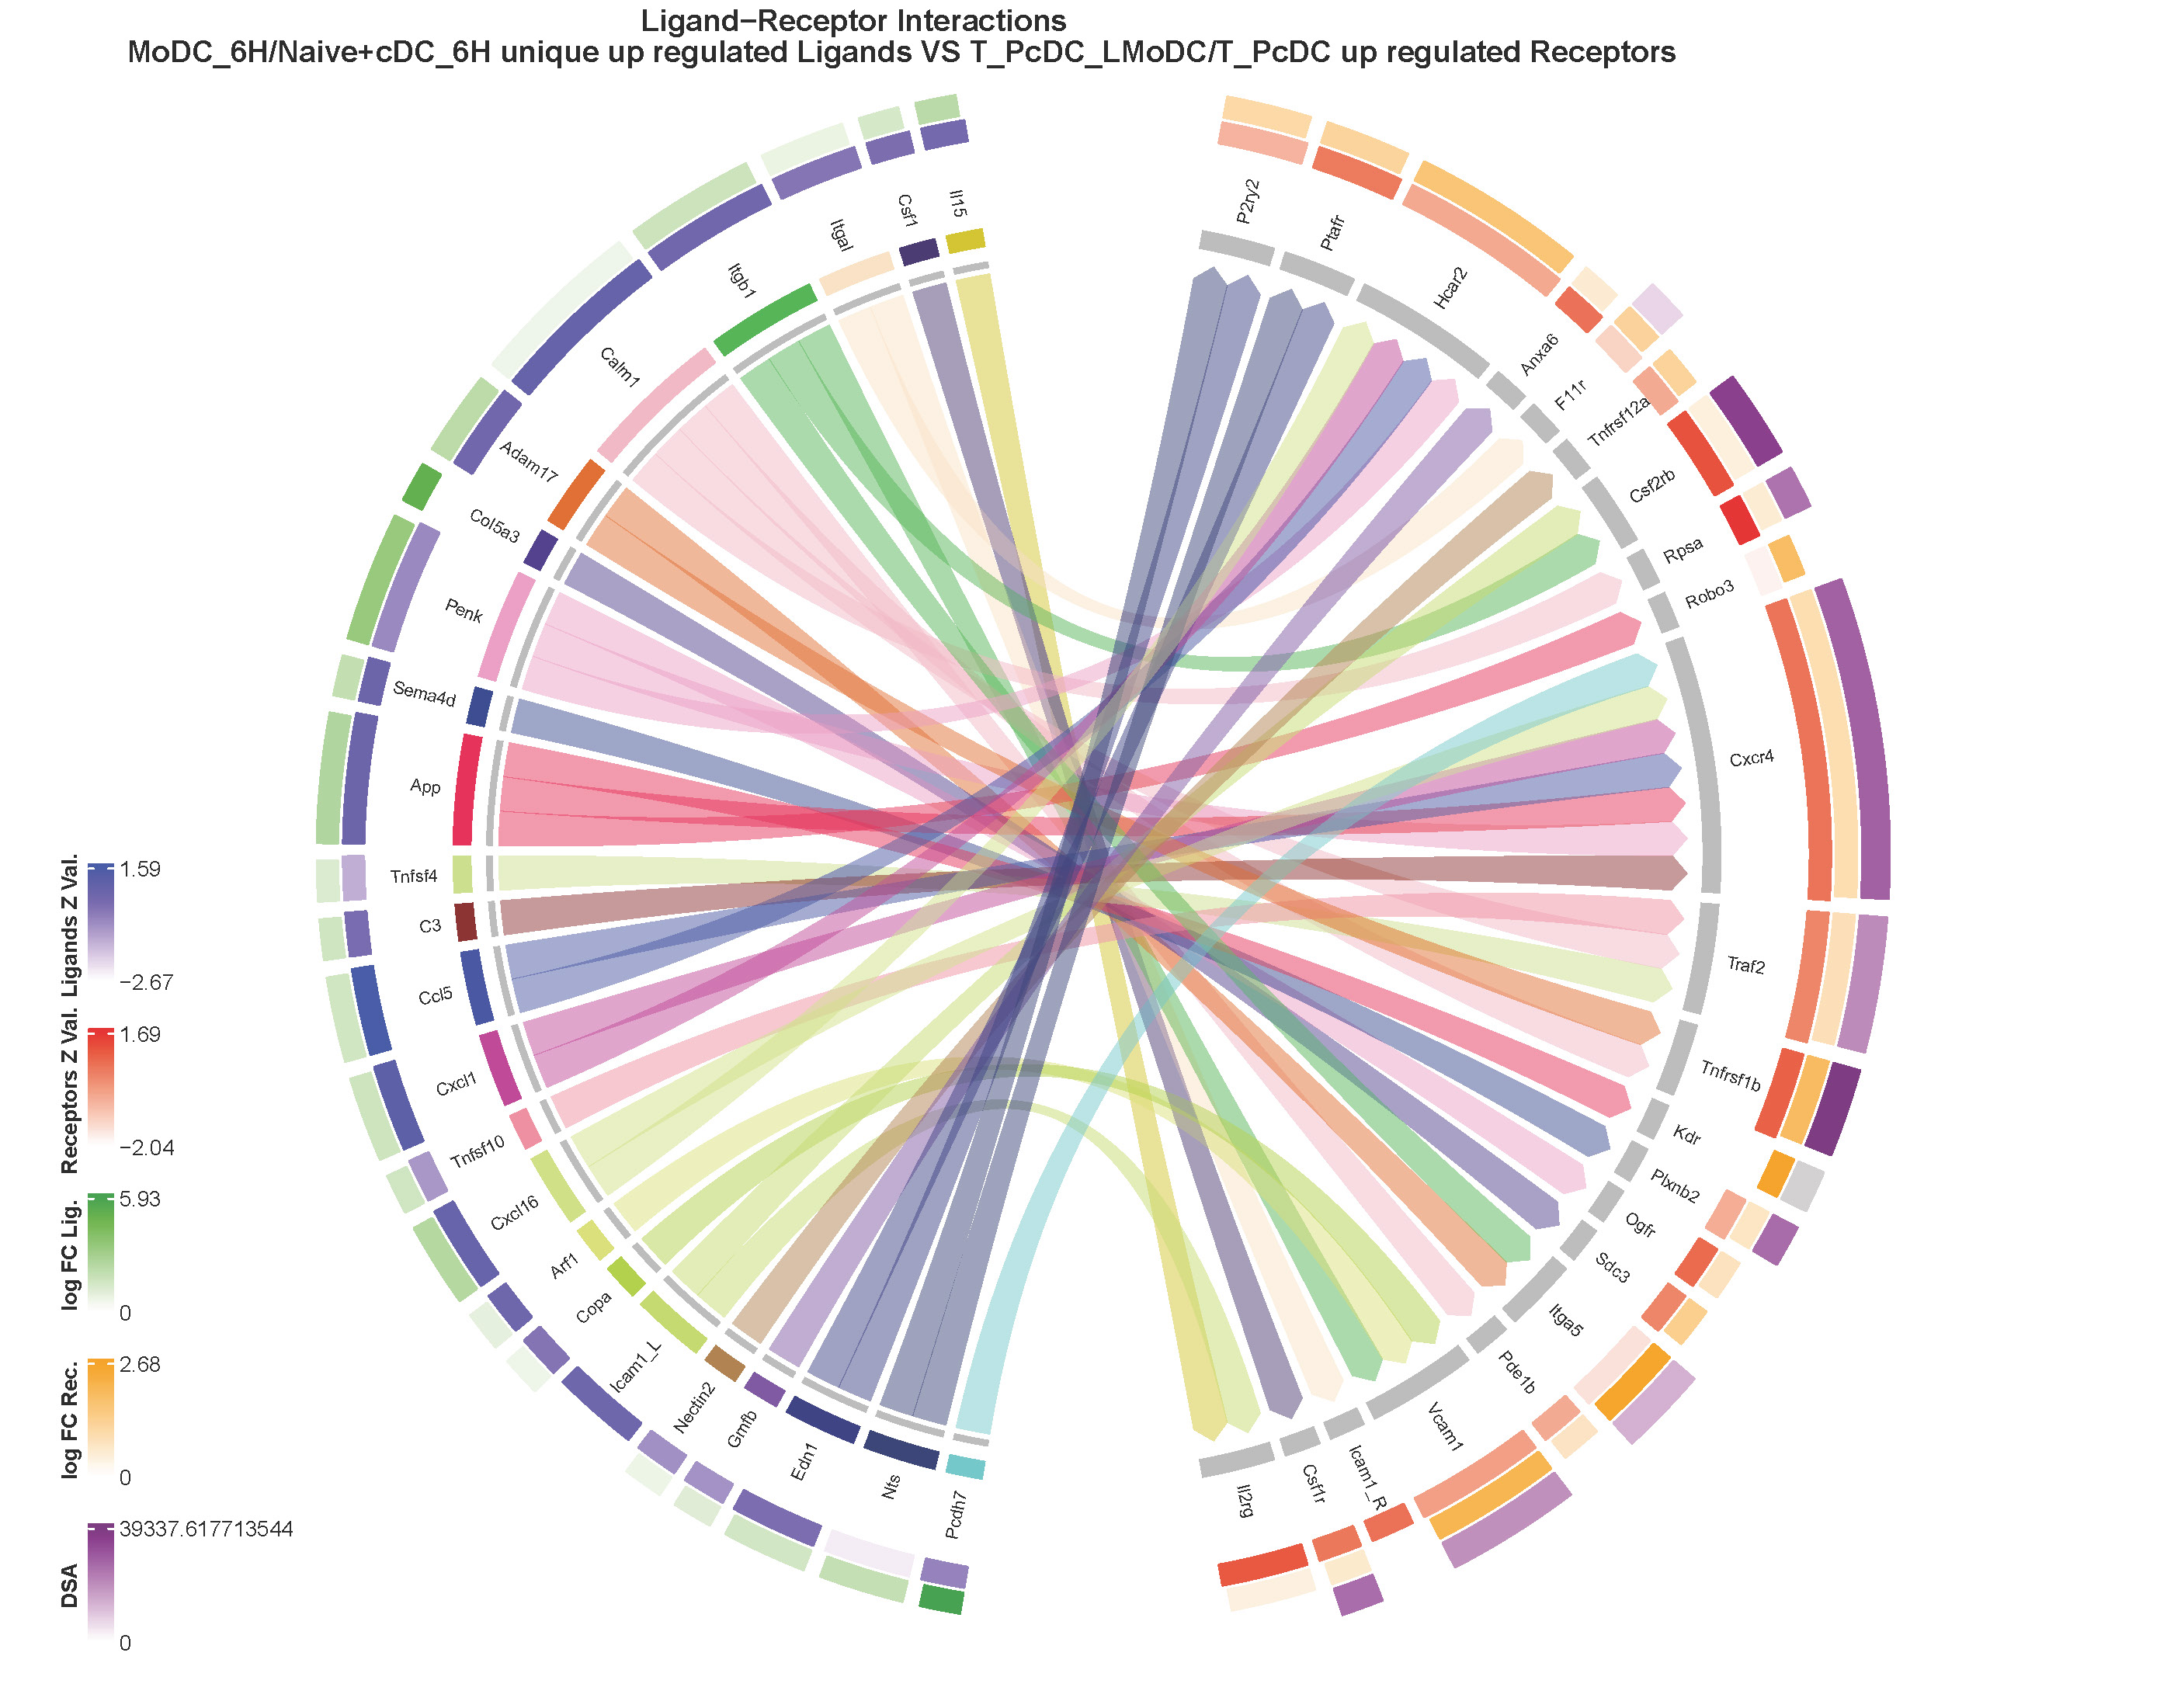 Ligand−Receptor Interactions
MoDC_6H/Naive+cDC_6H unique up regulated Ligands VS T_PcDC_LMoDC/T_PcDC up regulated Receptors
Il15
Csf1
Itgal
Itgb1
Calm1
Adam17
Col5a3
Penk
Sema4d
App
Tnfsf4
C3
Ccl5
Cxcl1
Tnfsf10
Cxcl16
Arf1
Copa
Icam1_L
Nectin2
Gmfb
Edn1
Nts
Pcdh7
P2ry2
Ptafr
Hcar2
Anxa6
F11r
Tnfrsf12a
Csf2rb
Rpsa
Robo3
Cxcr4
Traf2
Tnfrsf1b
Kdr
Plxnb2
Ogfr
Sdc3
Itga5
Pde1b
Vcam1
Icam1_R
Csf1r
Il2rg
Ligands Z Val.
1.59
−2.67
Receptors Z Val.
1.69
−2.04
log FC Lig.
5.93
0
log FC Rec.
2.68
0
DSA
39337.617713544
0